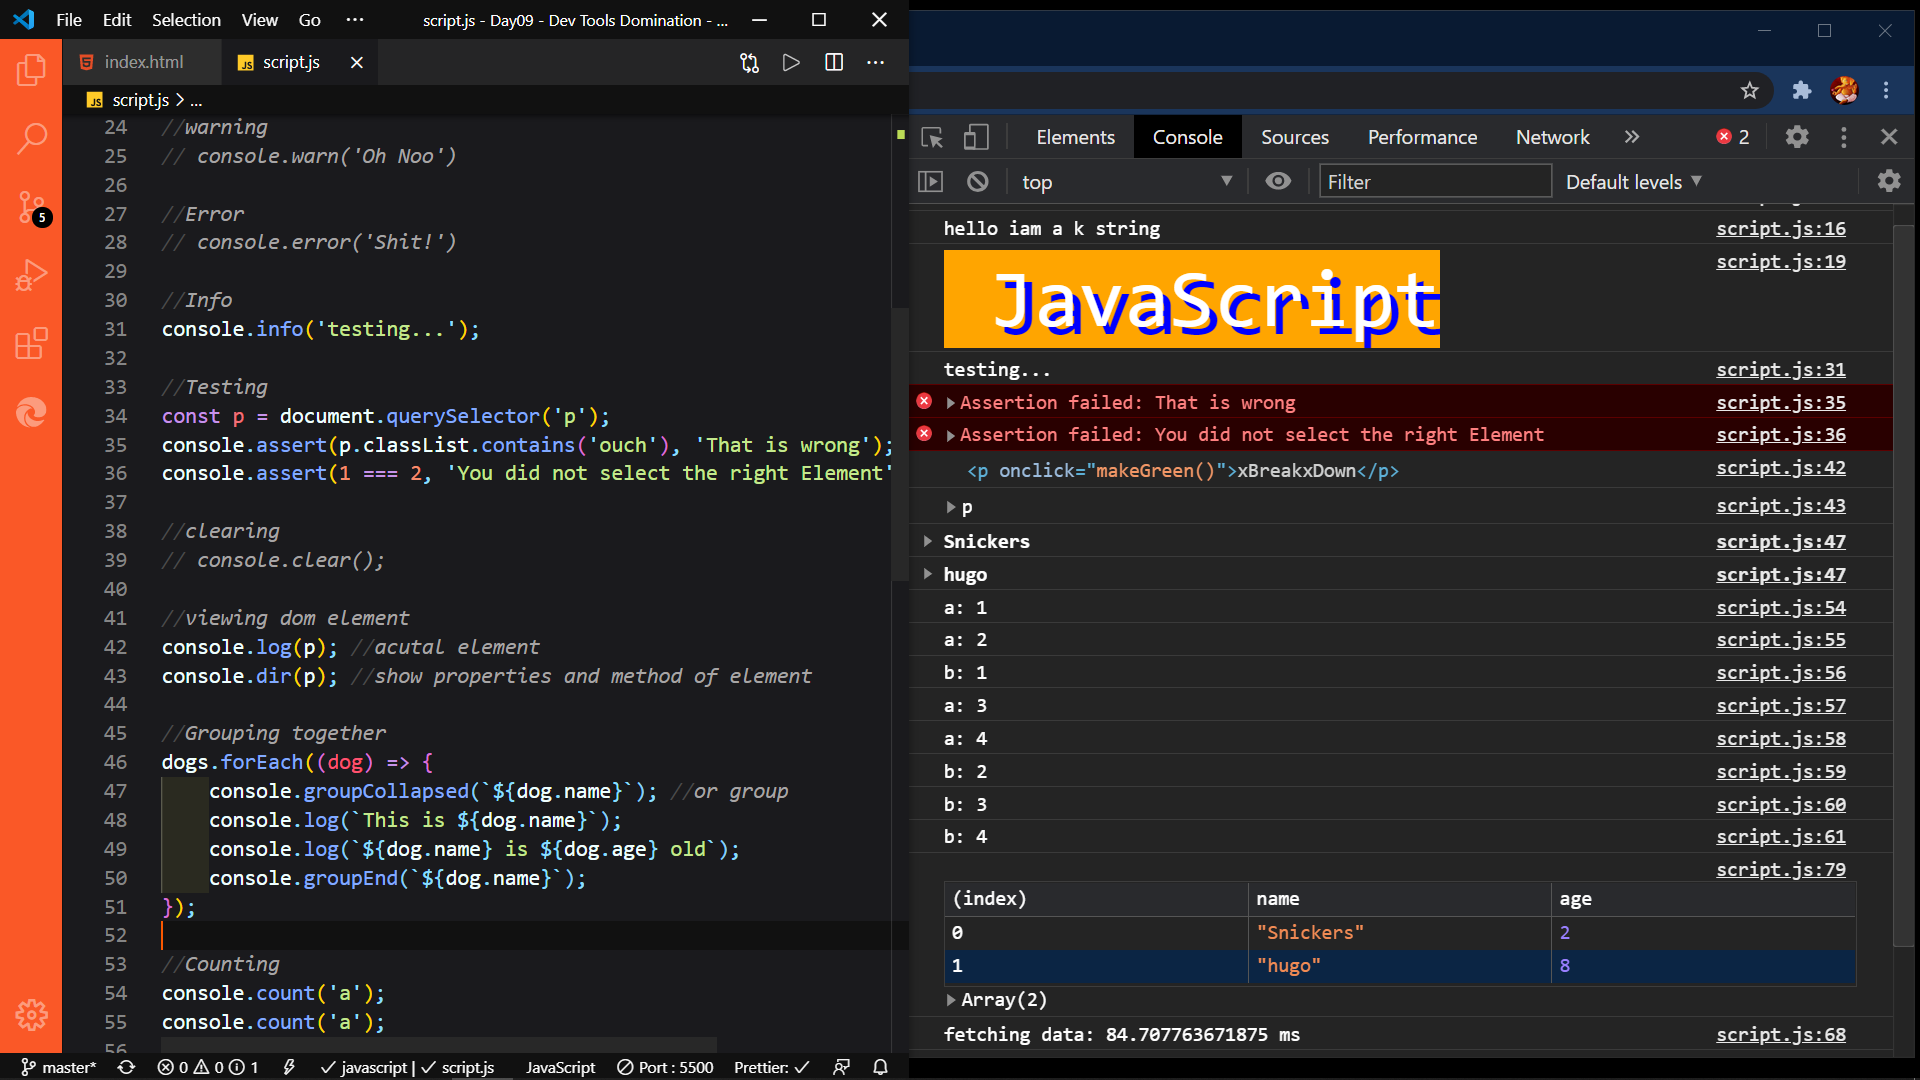 File Edit Selection View Go ··· script.js - Day09 - Dev Tools Domination - ...
index.html script.js
script.js > ...
24 //warning
25 // console.warn('Oh Noo')
26
27 //Error
28 // console.error('Shit!')
29
30 //Info
31 console.info('testing...');
32
33 //Testing
34 const p = document.querySelector('p');
35 console.assert(p.classList.contains('ouch'), 'That is wrong');
36 console.assert(1 === 2, 'You did not select the right Element'
37
38 //clearing
39 // console.clear();
40
41 //viewing dom element
42 console.log(p); //acutal element
43 console.dir(p); //show properties and method of element
44
45 //Grouping together
46 dogs.forEach((dog) => {
47 console.groupCollapsed(`${dog.name}`); //or group
48 console.log(`This is ${dog.name}`);
49 console.log(`${dog.name} is ${dog.age} old`);
50 console.groupEnd(`${dog.name}`);
51 });
52
53 //Counting
54 console.count('a');
55 console.count('a');
56
5
master* 0 0 1 javascript | script.js JavaScript Port : 5500 Prettier:
Elements Console Sources Performance Network » 2
top Filter Default levels
hello iam a k string script.js:16
JavaScript script.js:19
testing... script.js:31
Assertion failed: That is wrong script.js:35
Assertion failed: You did not select the right Element script.js:36
<p onclick="makeGreen()">xBreakxDown</p> script.js:42
p script.js:43
Snickers script.js:47
hugo script.js:47
a: 1 script.js:54
a: 2 script.js:55
b: 1 script.js:56
a: 3 script.js:57
a: 4 script.js:58
b: 2 script.js:59
b: 3 script.js:60
b: 4 script.js:61
script.js:79
(index) name age
0 "Snickers" 2
1 "hugo" 8
Array(2)
fetching data: 84.707763671875 ms script.js:68